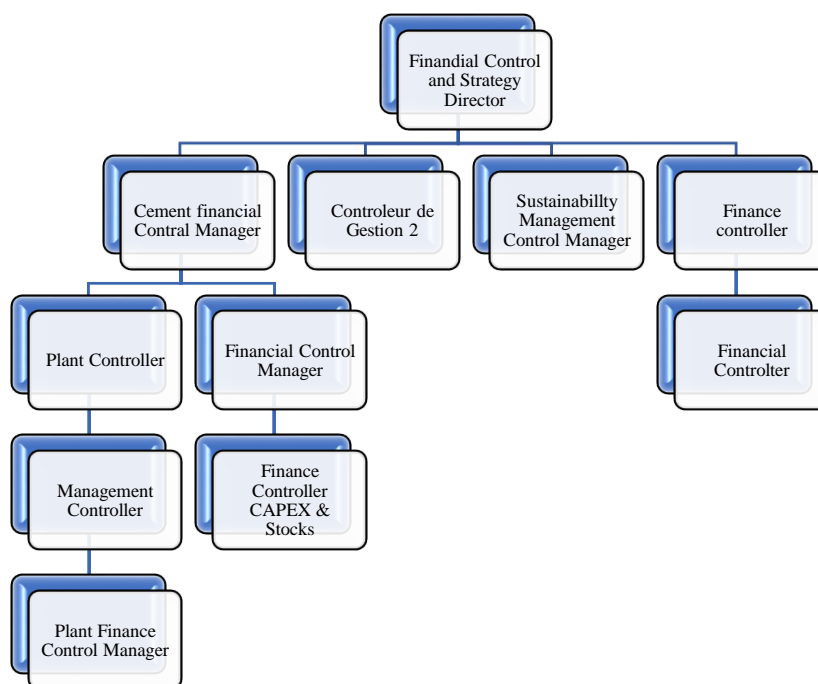 Finandial Control
and Strategy
Director
Cement financial
Contral Manager
Controleur de
Gestion 2
Sustainabillty
Management
Control Manager
Finance
controller
Plant Controller
Financial Control
Manager
Financial
Controlter
Management
Controller
Finance
Controller
CAPEX &
Stocks
Plant Finance
Control Manager